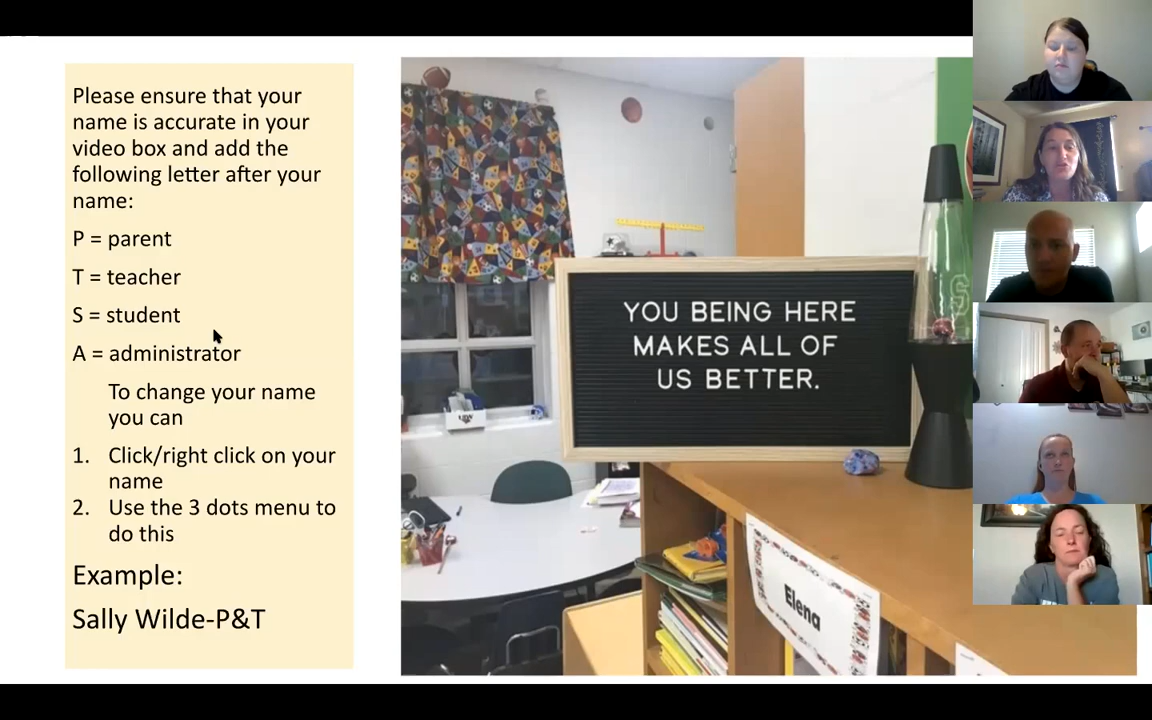 Please ensure that your
name is accurate in your
video box and add the
following letter after your
name:
P = parent
T = teacher
S = student
A = administrator
To change your name
you can
1. Click/right click on your
name
2. Use the 3 dots menu to
do this
Example:
Sally Wilde-P&T
YOU BEING HERE
MAKES ALL OF
US BETTER.
S
Elena